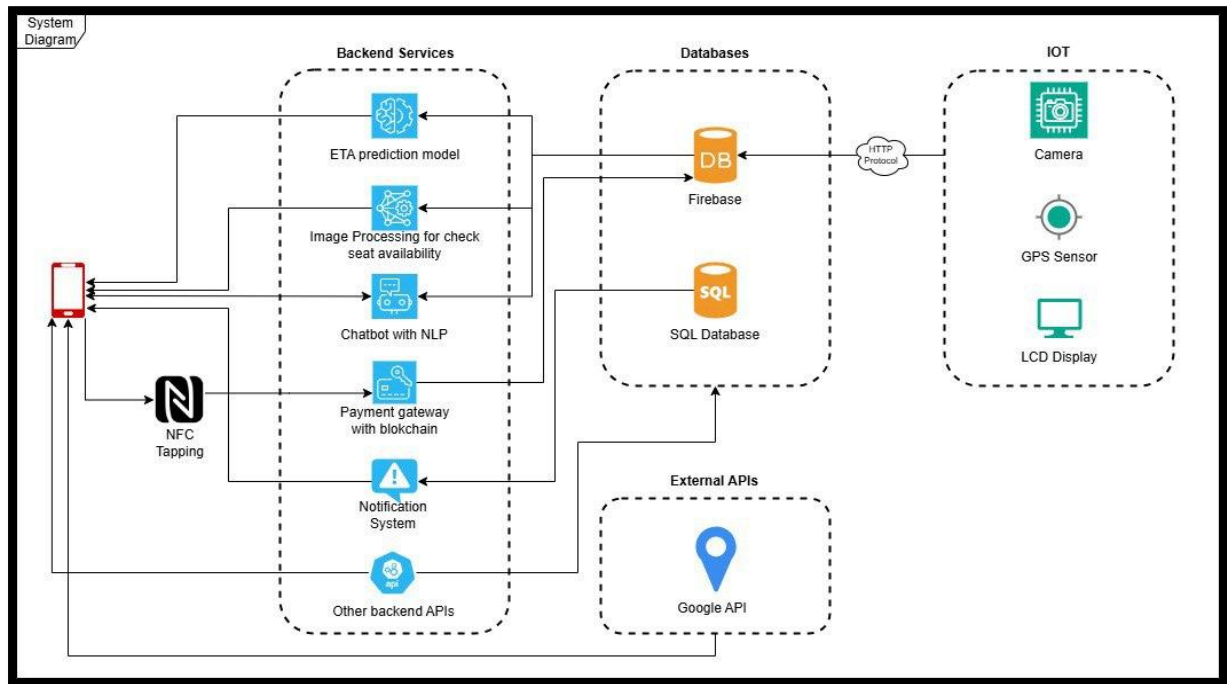 System
Diagram
Backend Services
Databases
IOT
ETA prediction model
DB
Firebase
HTTP
Protocol
Camera
Image Processing for check
seat availability
GPS Sensor
Chatbot with NLP
SQL
SQL Database
LCD Display
NFC
Tapping
Payment gateway
with blokchain
Notification
System
External APIs
api
Other backend APIs
Google API